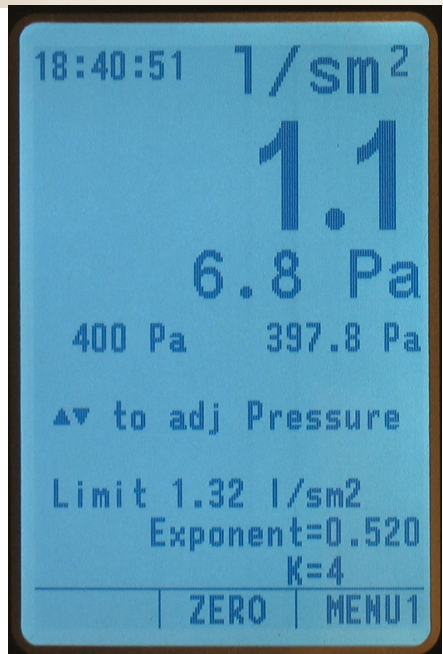 18:40:51 l/sm²
1.1
6.8 Pa
400 Pa 397.8 Pa
▲▼ to adj Pressure
Limit 1.32 l/sm2
Exponent=0.520
K=4
ZERO MENU1